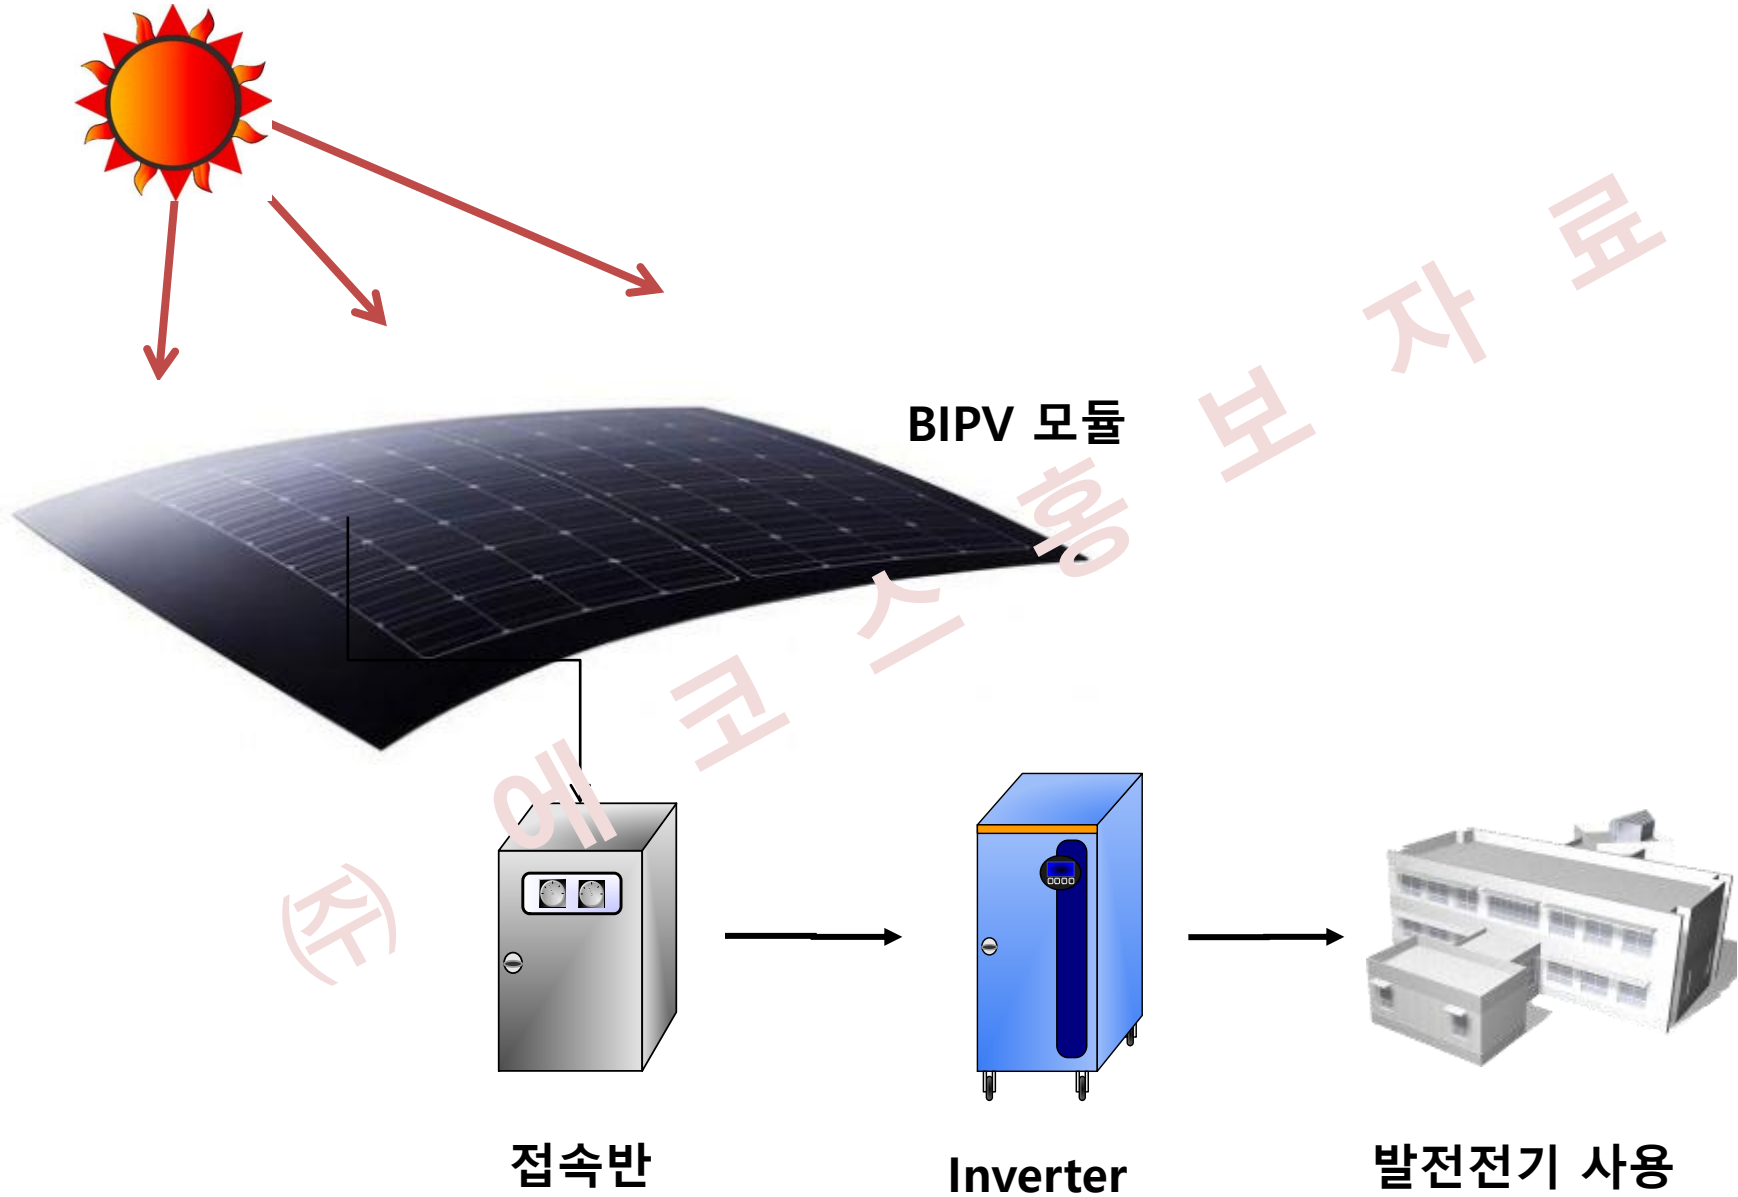 BIPV 모듈
㈜ 에 코 스 홍 보 자 료
접속반
Inverter
발전전기 사용